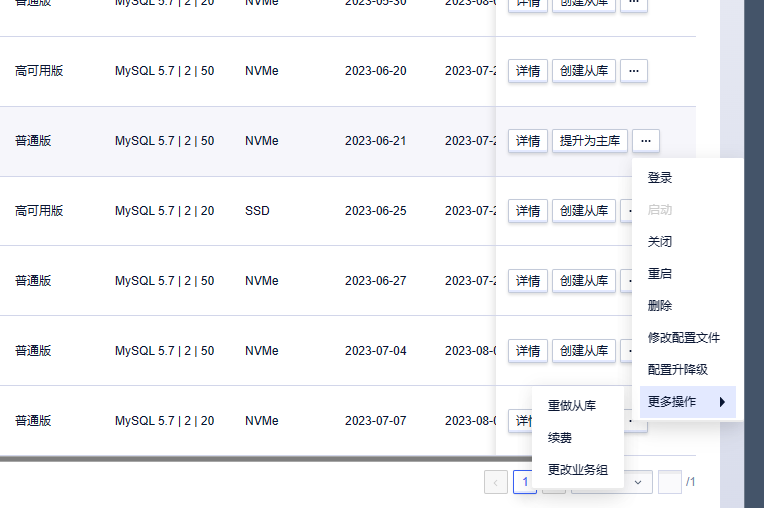 普通版 MySQL 5.7 | 2 | 20 NVMe 2023-05-30 2023-08-0 详情 创建从库 ...
高可用版 MySQL 5.7 | 2 | 50 NVMe 2023-06-20 2023-07-2 详情 创建从库 ...
普通版 MySQL 5.7 | 2 | 50 NVMe 2023-06-21 2023-07-2 详情 提升为主库 ...
登录
启动
高可用版 MySQL 5.7 | 2 | 20 SSD 2023-06-25 2023-07-2 详情 创建从库
关闭
重启
普通版 MySQL 5.7 | 2 | 50 NVMe 2023-06-27 2023-07-2 详情 创建从库
删除
修改配置文件
普通版 MySQL 5.7 | 2 | 50 NVMe 2023-07-04 2023-08-0 详情 创建从库
配置升降级
更多操作
重做从库
普通版 MySQL 5.7 | 2 | 50 NVMe 2023-07-07 2023-08-0 详
续费
更改业务组
1 /1